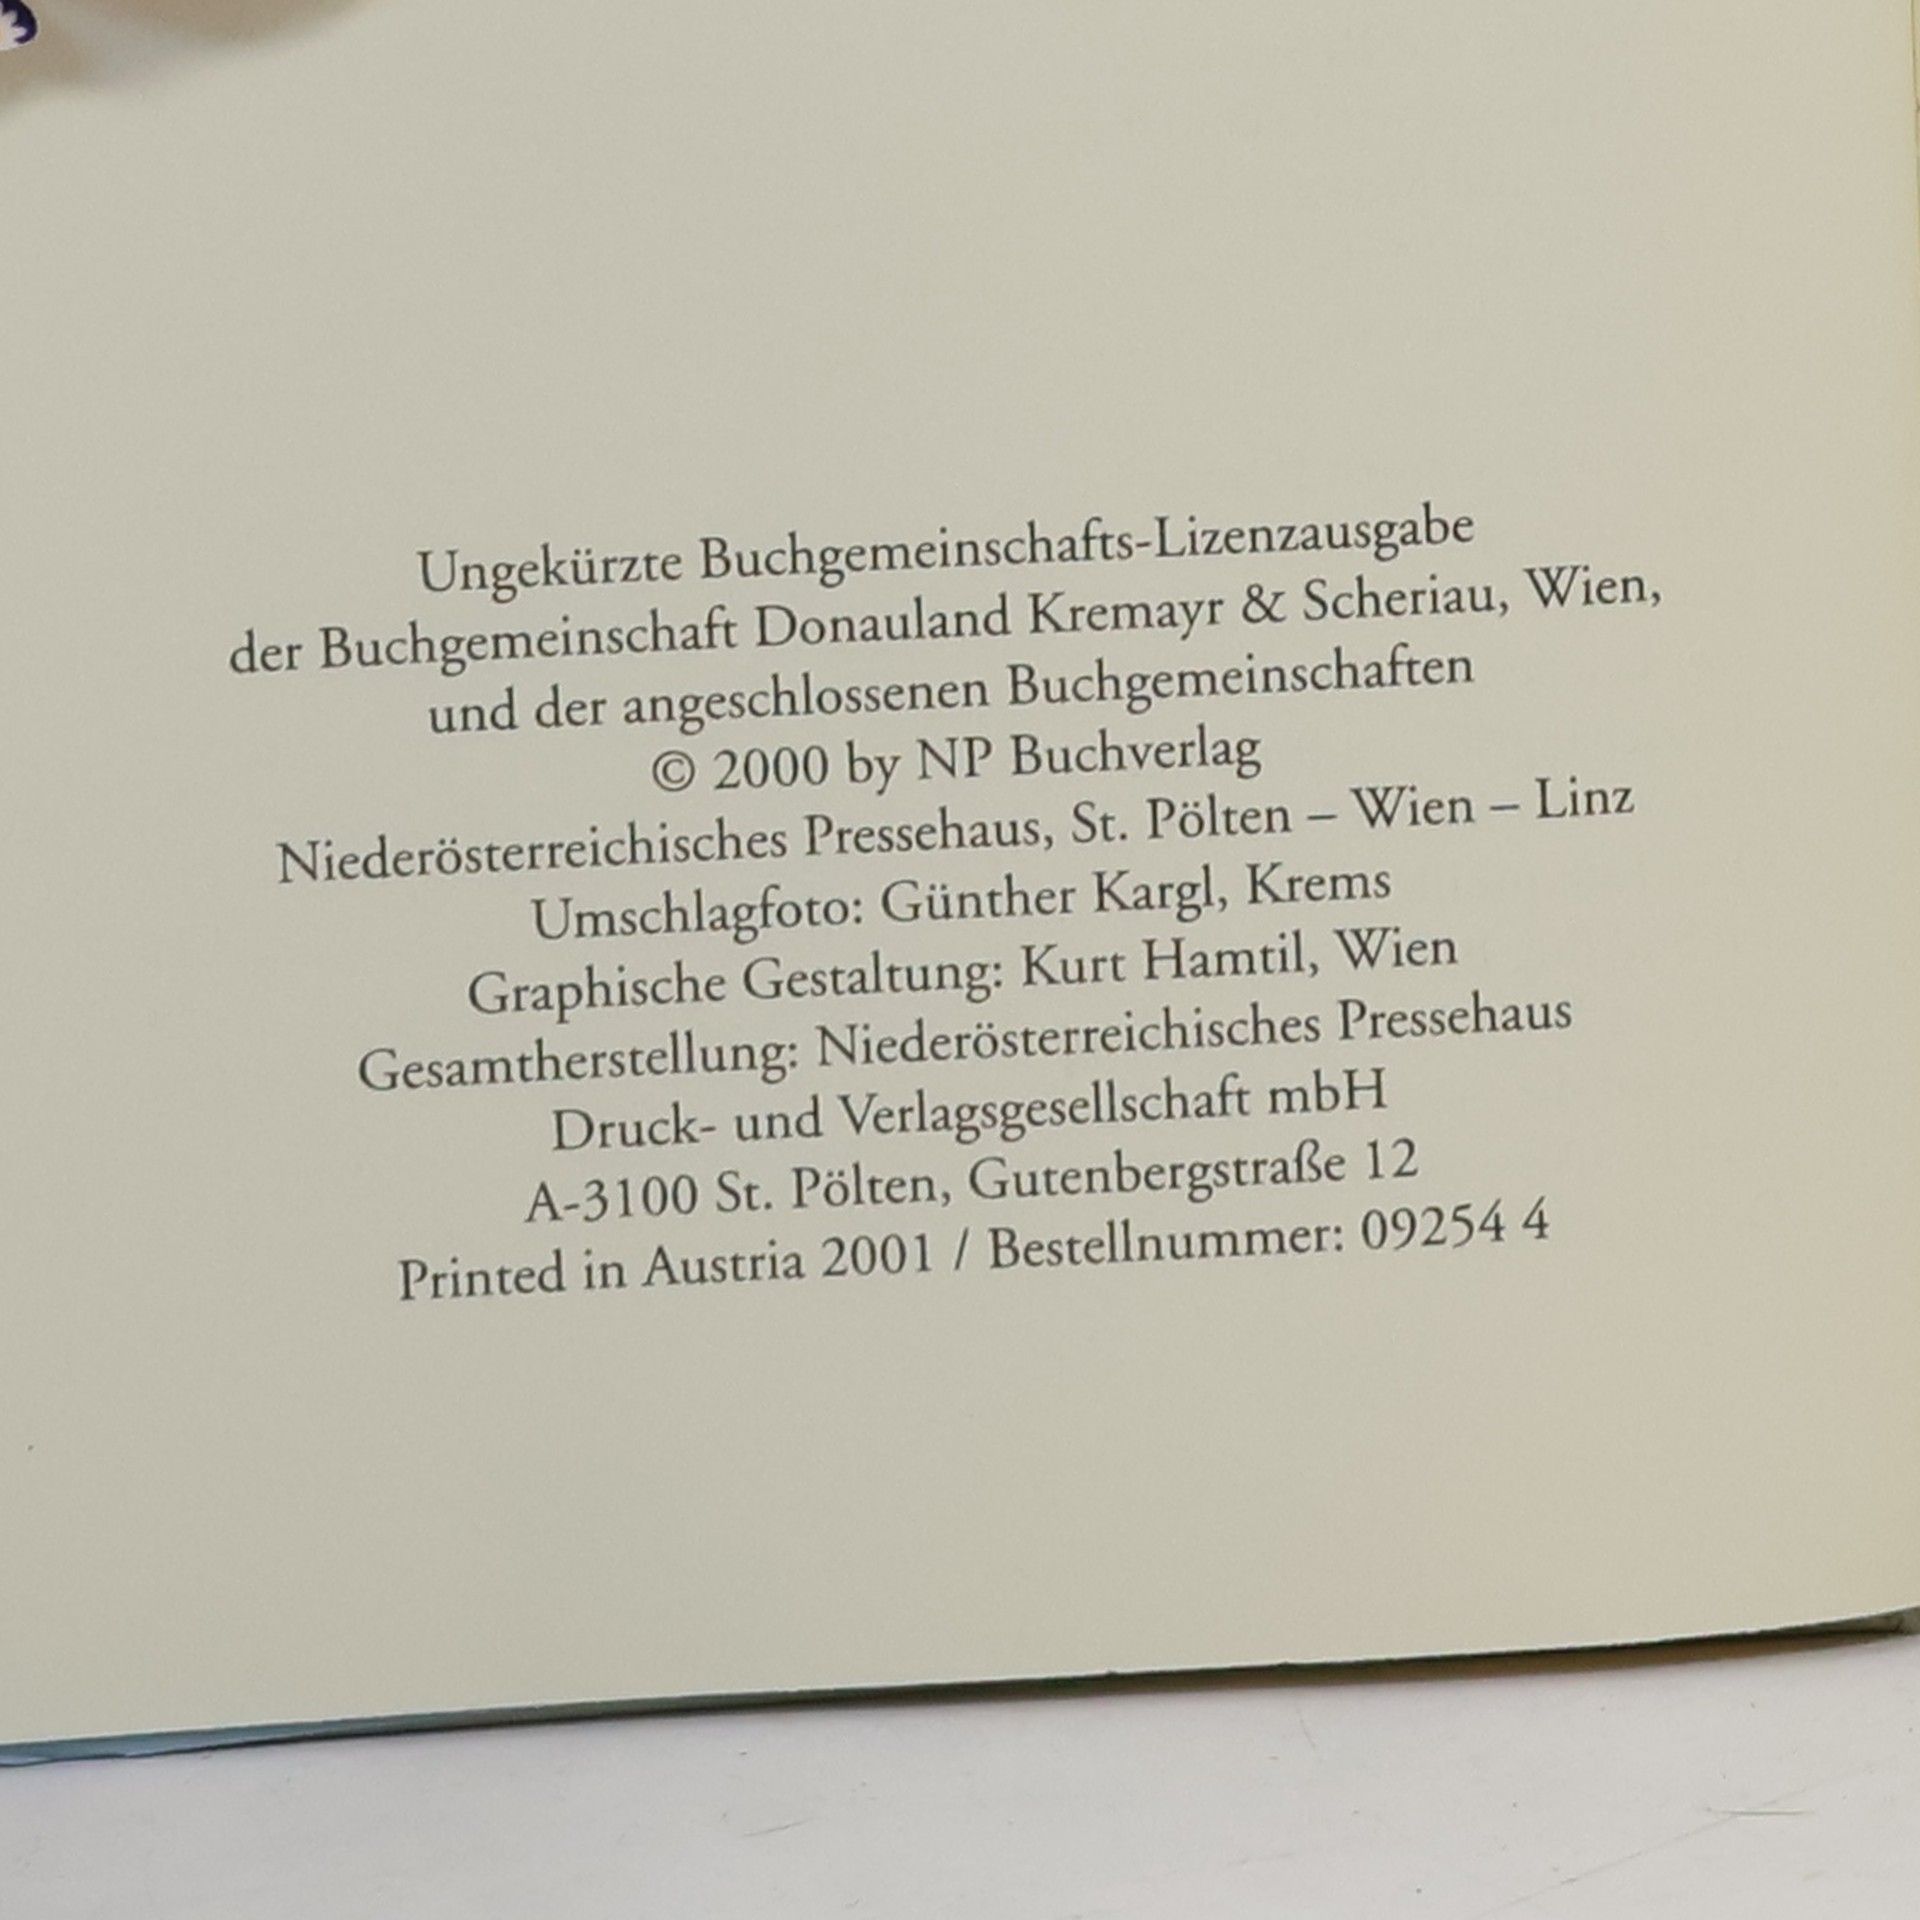 Ungekürzte Buchgemeinschafts-Lizenzausgabe
der Buchgemeinschaft Donauland Kremayr & Scheriau, Wien,
und der angeschlossenen Buchgemeinschaften
© 2000 by NP Buchverlag
Niederösterreichisches Pressehaus, St. Pölten – Wien – Linz
Umschlagfoto: Günther Kargl, Krems
Graphische Gestaltung: Kurt Hamtil, Wien
Gesamtherstellung: Niederösterreichisches Pressehaus
Druck- und Verlagsgesellschaft mbH
A-3100 St. Pölten, Gutenbergstraße 12
Printed in Austria 2001 / Bestellnummer: 09254 4